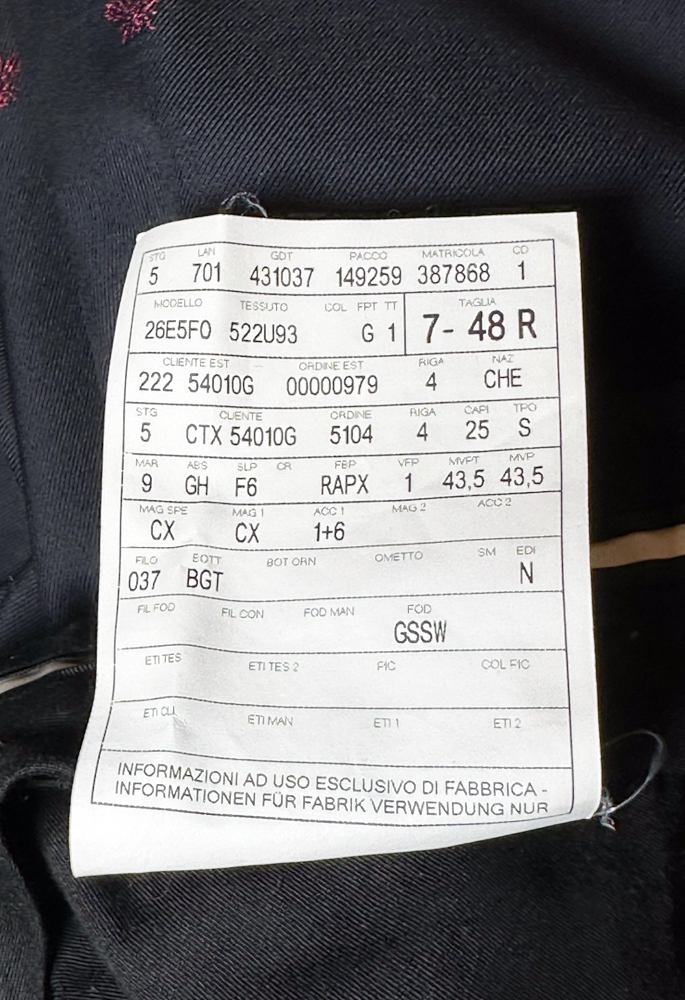 STG LAN GDT PACCO MATRICOLA CD
5 701 431037 149259 387868 1
MODELLO TESSUTO COL FPT TT TAGLIA
26E5F0 522U93 G 1 7- 48 R
CLIENTE EST ORDINE EST RIGA NAZ
222 54010G 00000979 4 CHE
STG CLIENTE ORDINE RIGA CAPI TPO
5 CTX 54010G 5104 4 25 S
MAR ABS SLP CR FBP VFP MVPT MVP
9 GH F6 RAPX 1 43,5 43,5
MAG SPE MAG 1 ACC 1 MAG 2 ACC 2
CX CX 1+6
FILO BOTT BOT ORN OMETTO SM EDI
037 BGT N
FIL FOD FIL CON FOD MAN FOD
GSSW
ETI TES ETI TES 2 FIC COL FIC
ETI CLI ETI MAN ETI 1 ETI 2
INFORMAZIONI AD USO ESCLUSIVO DI FABBRICA -
INFORMATIONEN FÜR FABRIK VERWENDUNG NUR